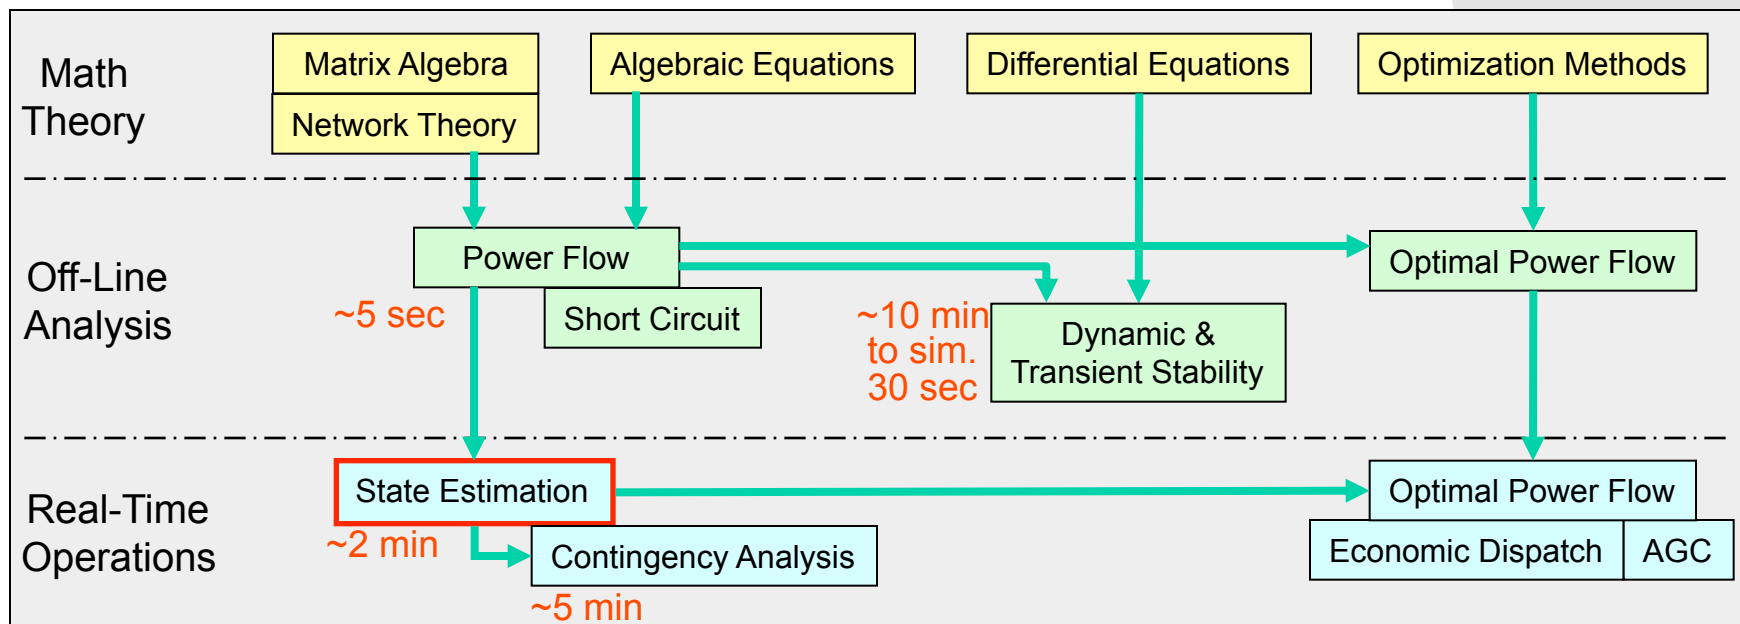 Math
Theory
Matrix Algebra
Network Theory
Algebraic Equations
Differential Equations
Optimization Methods
Off-Line
Analysis
Power Flow
Short Circuit
~5 sec
~10 min
to sim.
30 sec
Dynamic &
Transient Stability
Optimal Power Flow
Real-Time
Operations
State Estimation
~2 min
Contingency Analysis
~5 min
Optimal Power Flow
Economic Dispatch
AGC